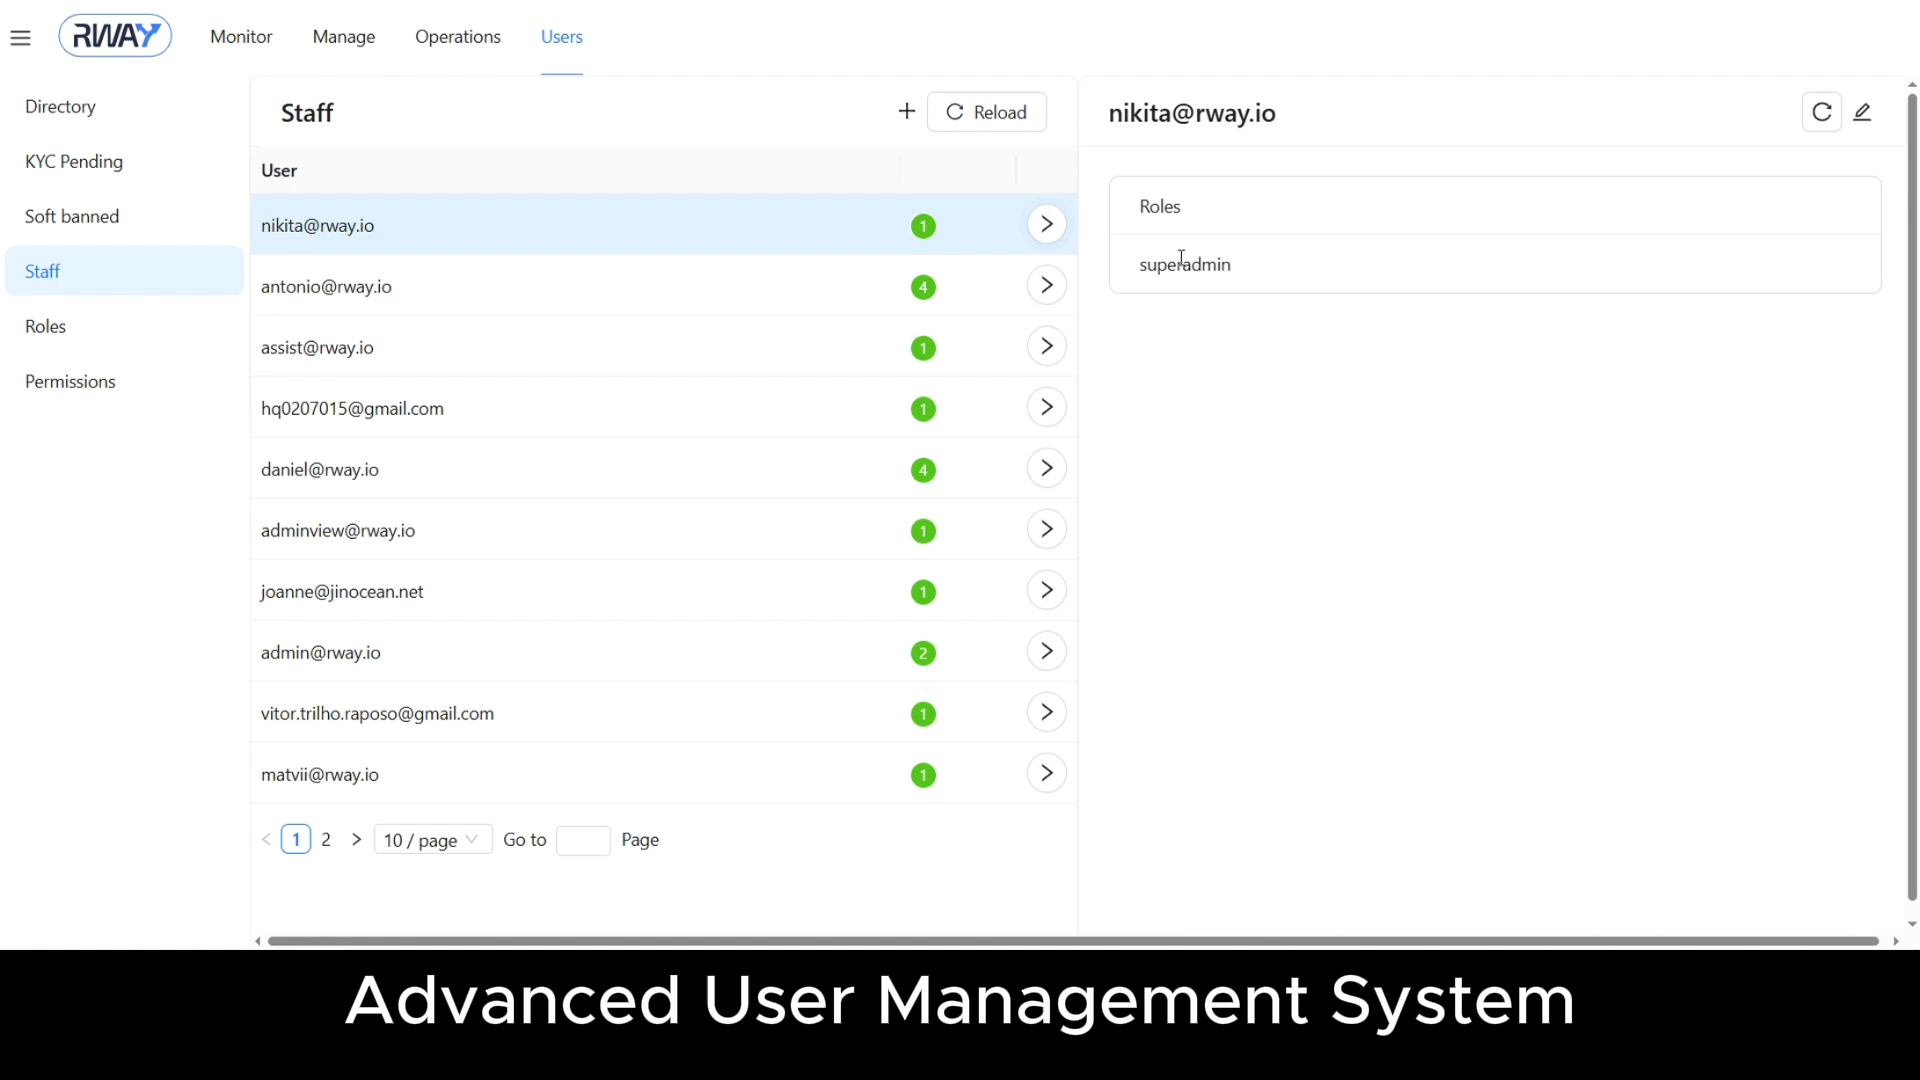 RWAY
Monitor
Manage
Operations
Users
Directory
KYC Pending
Soft banned
Staff
Roles
Permissions
Staff
Reload
User
nikita@rway.io
1
antonio@rway.io
4
assist@rway.io
1
hq0207015@gmail.com
1
daniel@rway.io
4
adminview@rway.io
1
joanne@jinocean.net
1
admin@rway.io
2
vitor.trilho.raposo@gmail.com
1
matvii@rway.io
1
1 2 10 / page Go to Page
nikita@rway.io
Roles
superadmin
Advanced User Management System